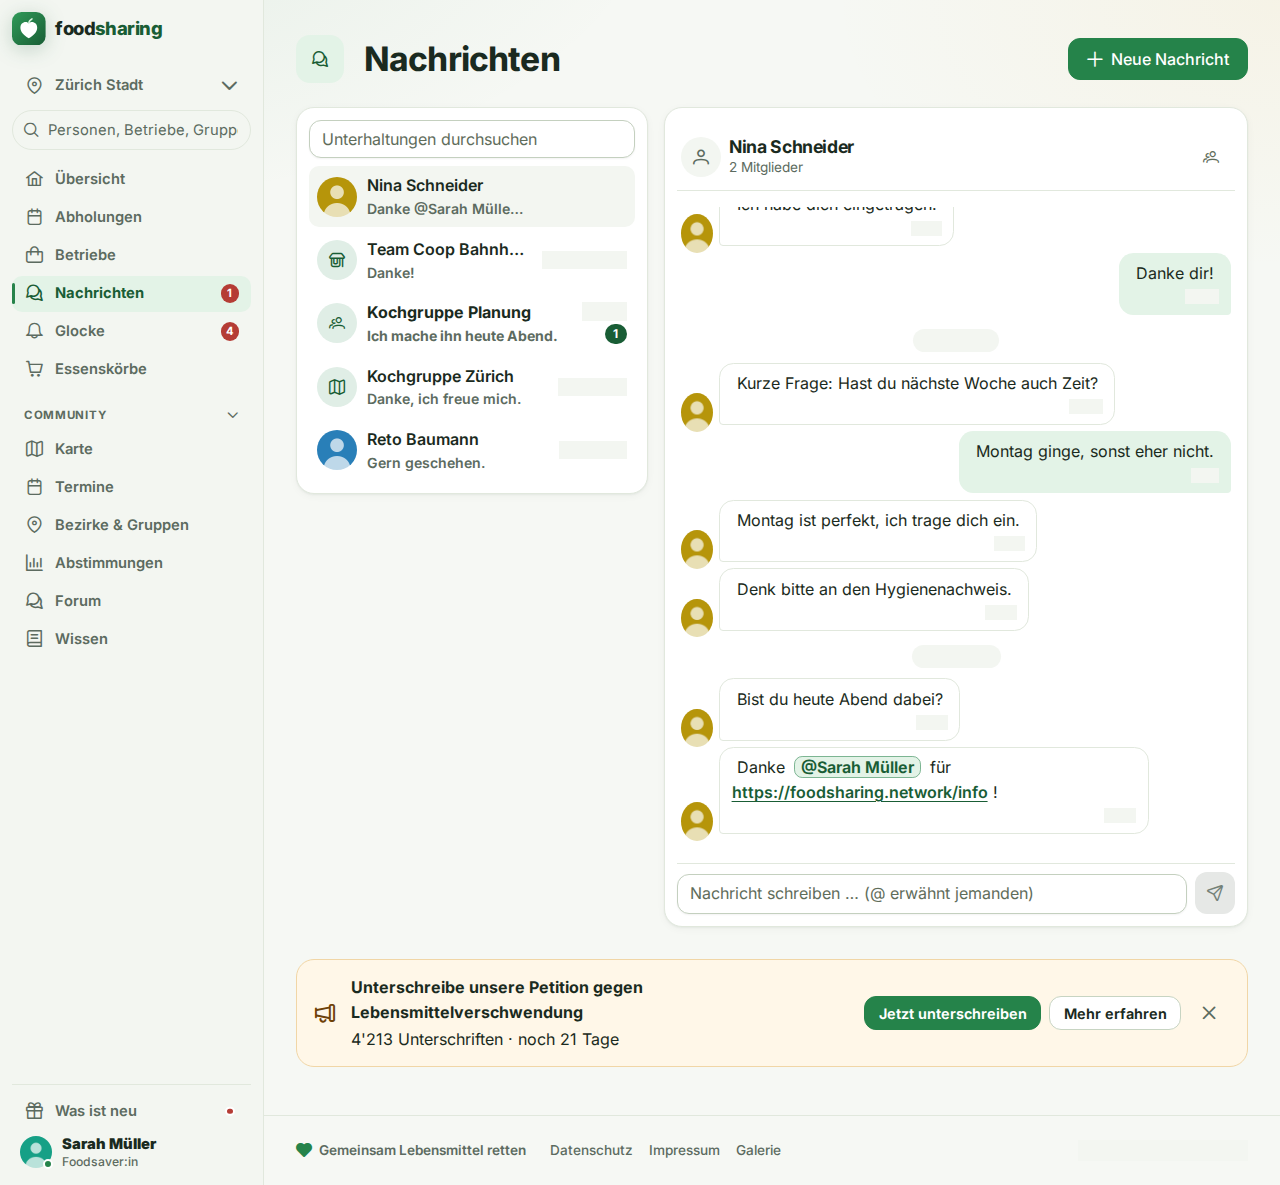 foodsharing
Zürich Stadt
Personen, Betriebe, Grupp
Übersicht
Abholungen
Betriebe
Nachrichten 1
Glocke 4
Essenskörbe
COMMUNITY
Karte
Termine
Bezirke & Gruppen
Abstimmungen
Forum
Wissen
Was ist neu
Sarah Müller
Foodsaver:in
Nachrichten
Neue Nachricht
Unterhaltungen durchsuchen
Nina Schneider
Danke @Sarah Mülle...
Team Coop Bahnh...
Danke!
Kochgruppe Planung
Ich mache ihn heute Abend. 1
Kochgruppe Zürich
Danke, ich freue mich.
Reto Baumann
Gern geschehen.
Nina Schneider
2 Mitglieder
Ich habe dich eingetragen.
Danke dir!
Kurze Frage: Hast du nächste Woche auch Zeit?
Montag ginge, sonst eher nicht.
Montag ist perfekt, ich trage dich ein.
Denk bitte an den Hygienenachweis.
Bist du heute Abend dabei?
Danke @Sarah Müller für
https://foodsharing.network/info !
Nachricht schreiben ... (@ erwähnt jemanden)
Unterschreibe unsere Petition gegen
Lebensmittelverschwendung
4'213 Unterschriften · noch 21 Tage
Jetzt unterschreiben
Mehr erfahren
Gemeinsam Lebensmittel retten
Datenschutz
Impressum
Galerie